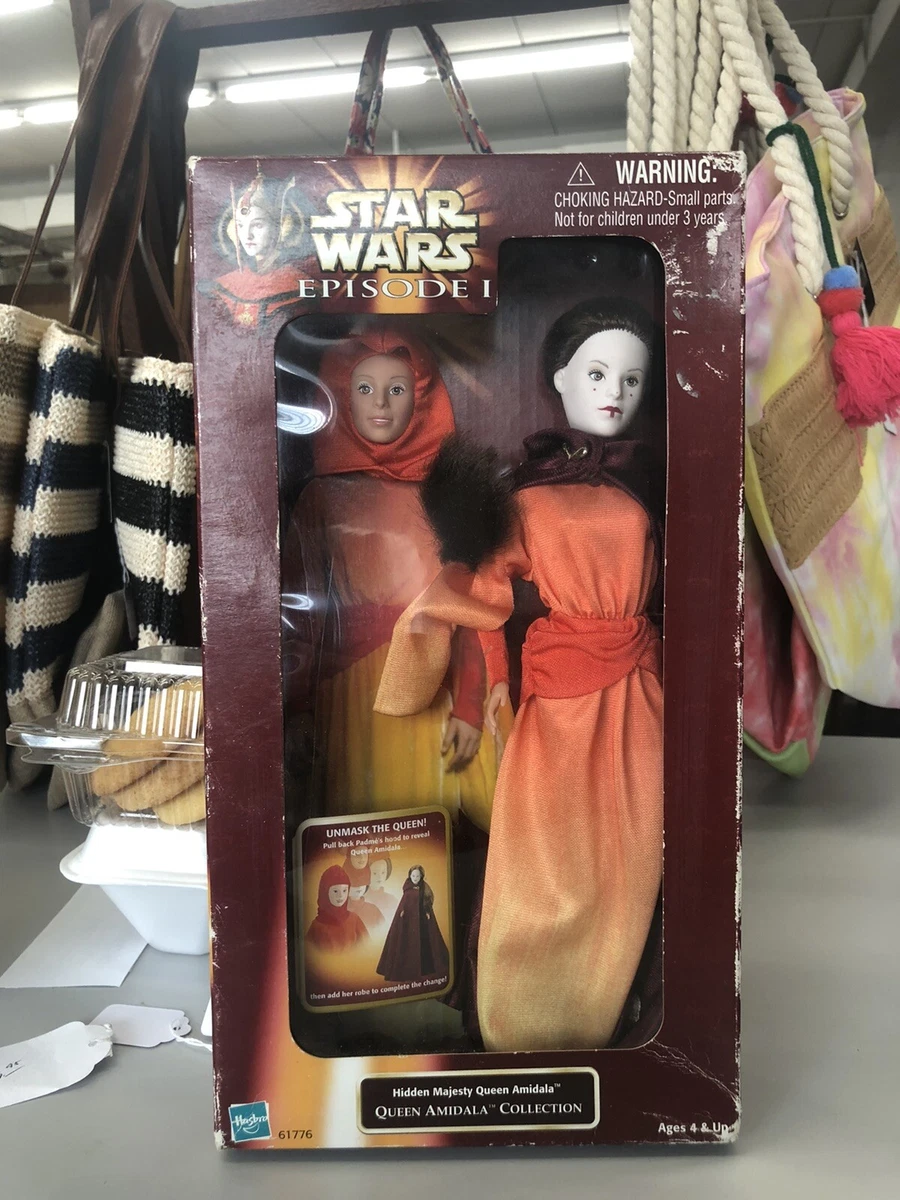 STAR
WARS
EPISODE I
WARNING:
CHOKING HAZARD-Small parts.
Not for children under 3 years.
UNMASK THE QUEEN!
Pull back Padmé's hood to reveal
Queen Amidala...
then add her robe to complete the change!
Hidden Majesty Queen Amidala™
QUEEN AMIDALA™ COLLECTION
Hasbro
61776
Ages 4 & Up